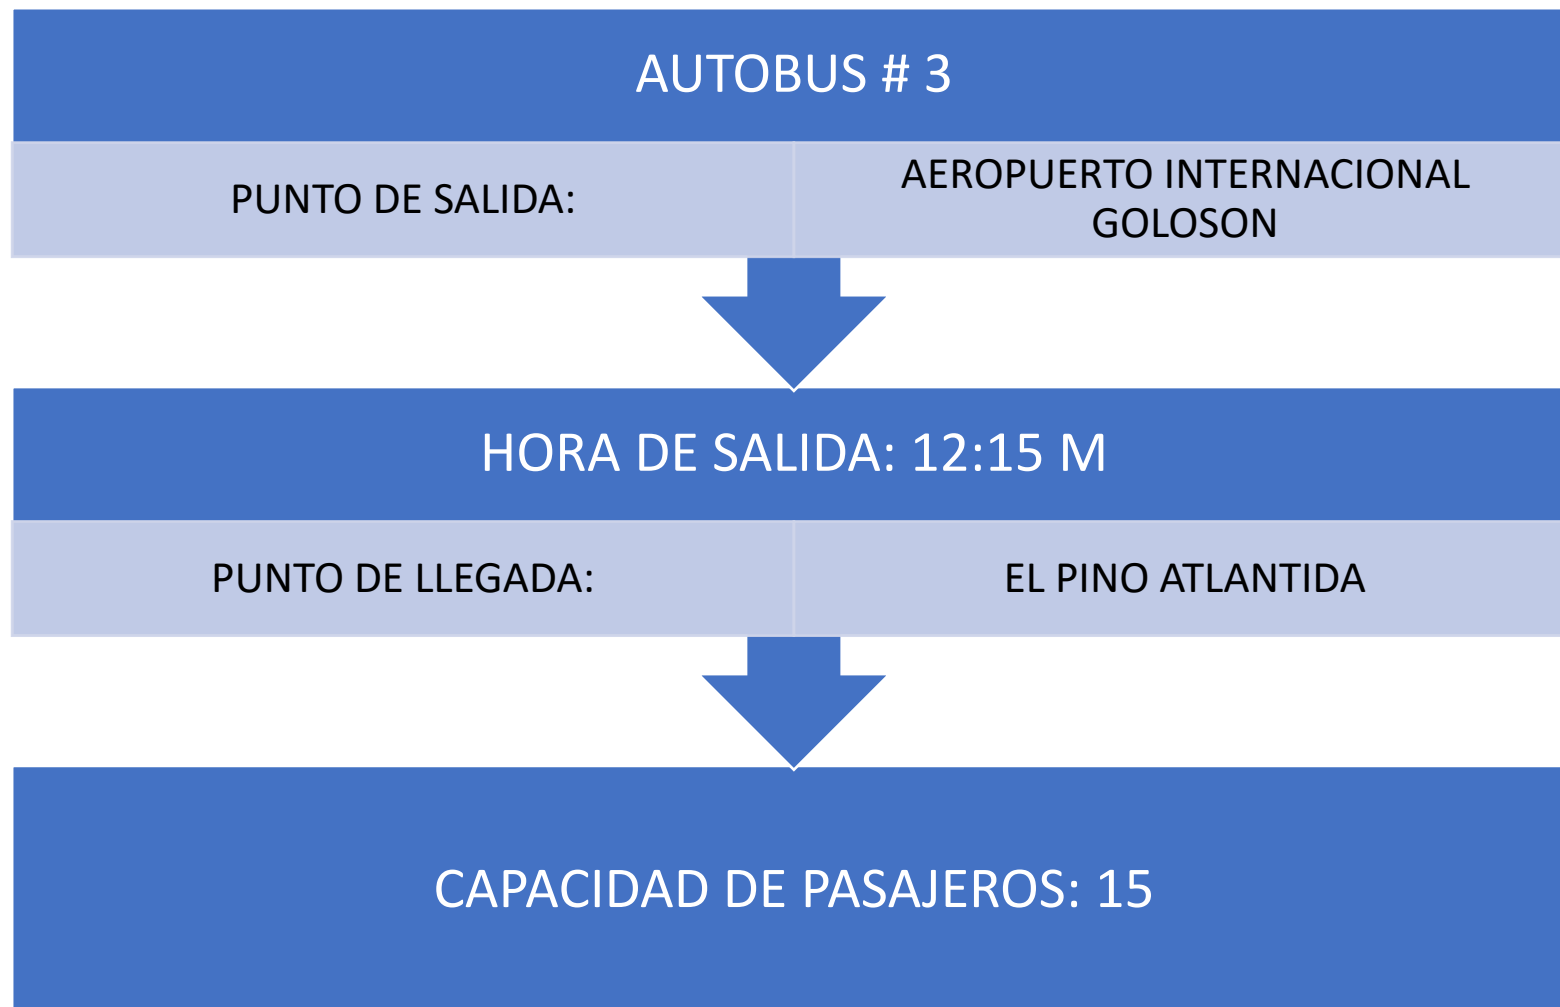 AUTOBUS # 3
PUNTO DE SALIDA:
AEROPUERTO INTERNACIONAL
GOLOSON
HORA DE SALIDA: 12:15 M
PUNTO DE LLEGADA:
EL PINO ATLANTIDA
CAPACIDAD DE PASAJEROS: 15